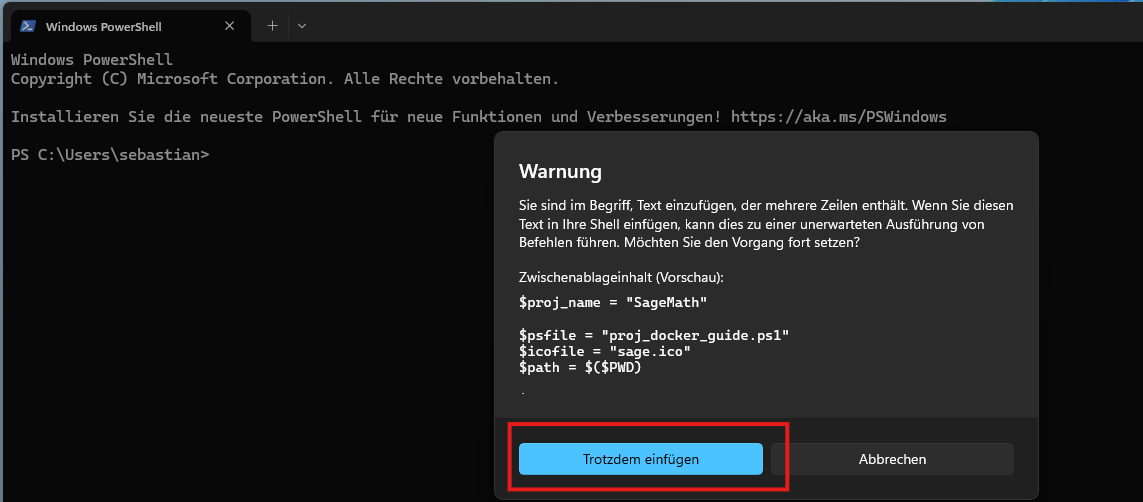 Windows PowerShell
Windows PowerShell
Copyright (C) Microsoft Corporation. Alle Rechte vorbehalten.
Installieren Sie die neueste PowerShell für neue Funktionen und Verbesserungen! https://aka.ms/PSWindows
PS C:\Users\sebastian>
Warnung
Sie sind im Begriff, Text einzufügen, der mehrere Zeilen enthält. Wenn Sie diesen
Text in Ihre Shell einfügen, kann dies zu einer unerwarteten Ausführung von
Befehlen führen. Möchten Sie den Vorgang fort setzen?
Zwischenablageinhalt (Vorschau):
$proj_name = "SageMath"
$psfile = "proj_docker_guide.ps1"
$icofile = "sage.ico"
$path = $($PWD)
Trotzdem einfügen
Abbrechen